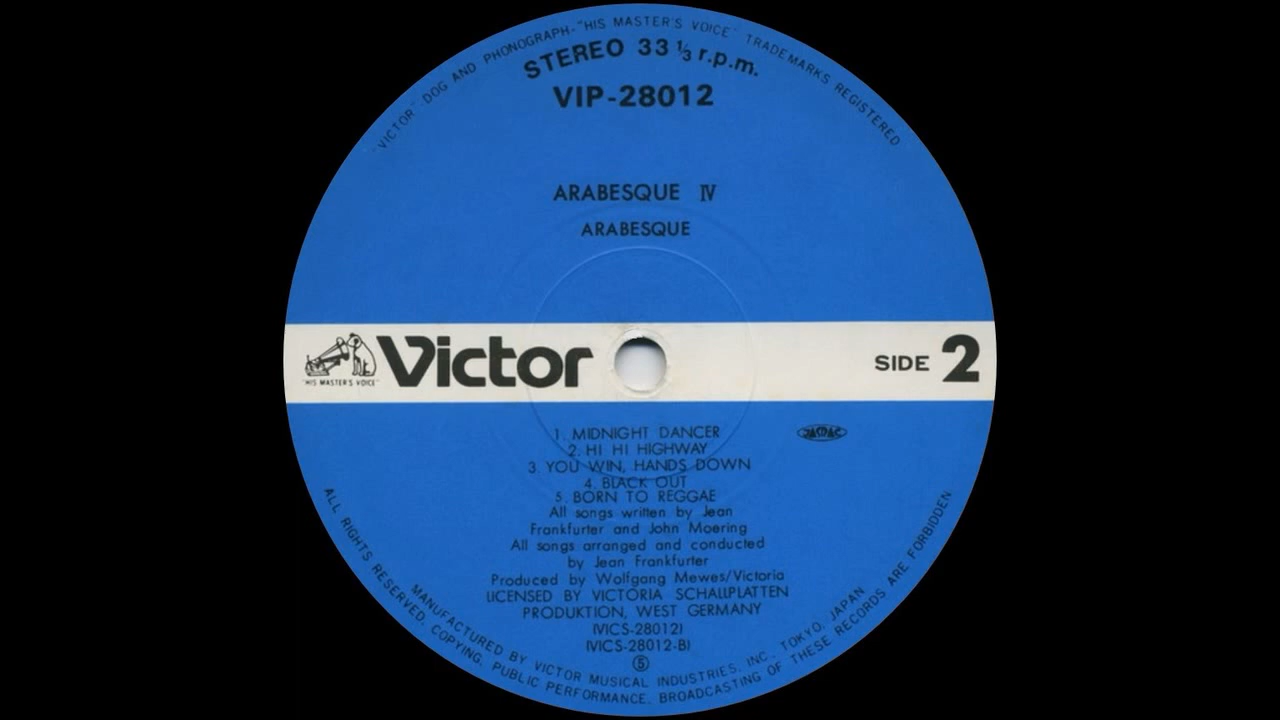 "VICTOR"-DOG AND PHONOGRAPH-"HIS MASTER'S VOICE" TRADEMARKS REGISTERED
STEREO 33⅓ r.p.m.
VIP-28012
ARABESQUE Ⅳ
ARABESQUE
"HIS MASTER'S VOICE"
Victor
SIDE 2
1. MIDNIGHT DANCER
JASRAC
2. HI HI HIGHWAY
3. YOU WIN, HANDS DOWN
4. BLACK OUT
5. BORN TO REGGAE
All songs written by Jean
Frankfurter and John Moering
All songs arranged and conducted
by Jean Frankfurter
Produced by Wolfgang Mewes/Victoria
LICENSED BY VICTORIA SCHALLPLATTEN
PRODUKTION, WEST GERMANY
(VICS-28012)
(VICS-28012-B)
⑤
MANUFACTURED BY VICTOR MUSICAL INDUSTRIES, INC., TOKYO, JAPAN
ALL RIGHTS RESERVED. COPYING, PUBLIC PERFORMANCE, BROADCASTING OF THESE RECORDS ARE FORBIDDEN